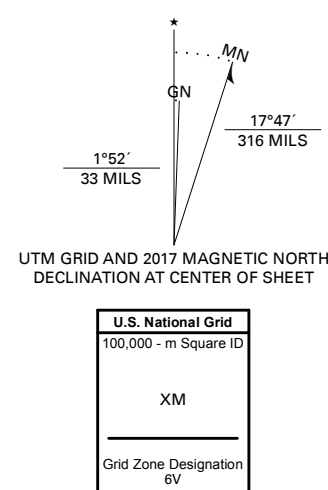 ★
MN
GN
17°47´
316 MILS
1°52´
33 MILS
UTM GRID AND 2017 MAGNETIC NORTH
DECLINATION AT CENTER OF SHEET
U.S. National Grid
100,000 - m Square ID
XM
Grid Zone Designation
6V